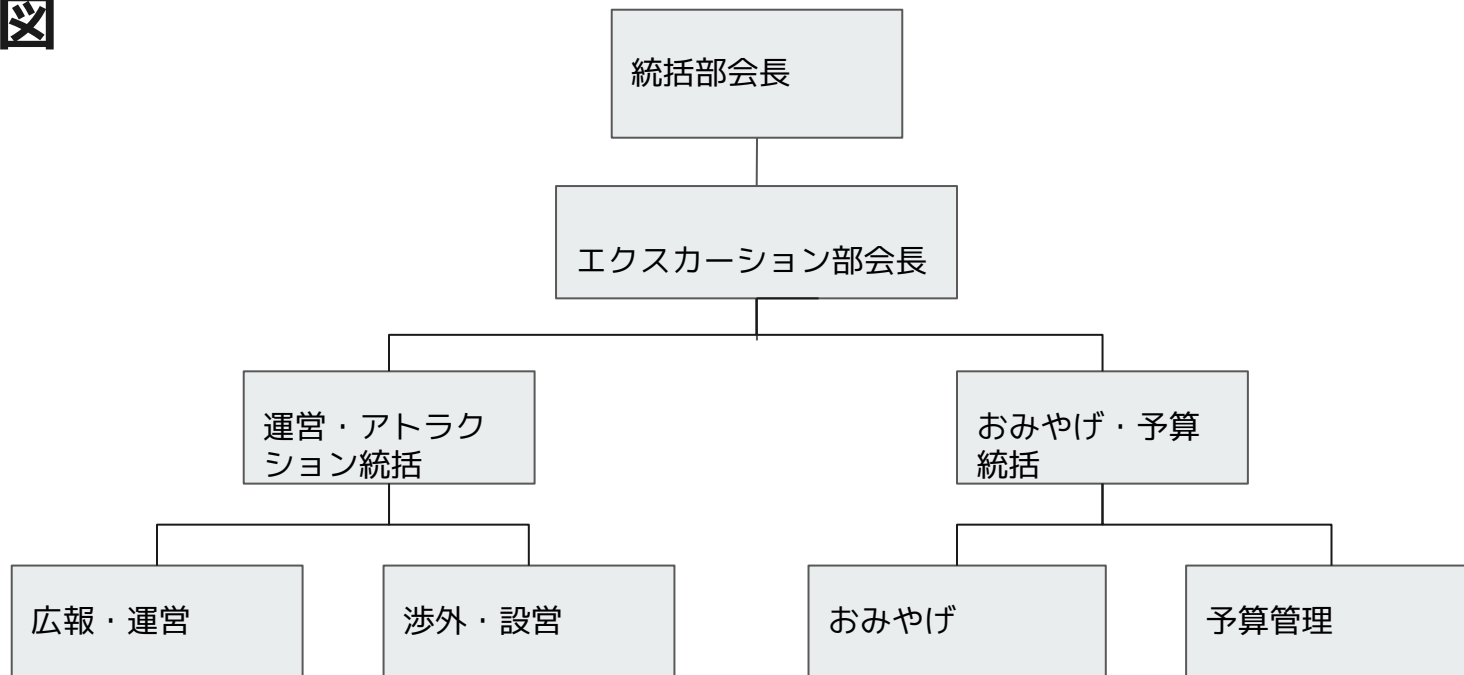 図
統括部会長
エクスカーション部会長
運営・アトラク
ション統括
おみやげ・予算
統括
広報・運営
渉外・設営
おみやげ
予算管理